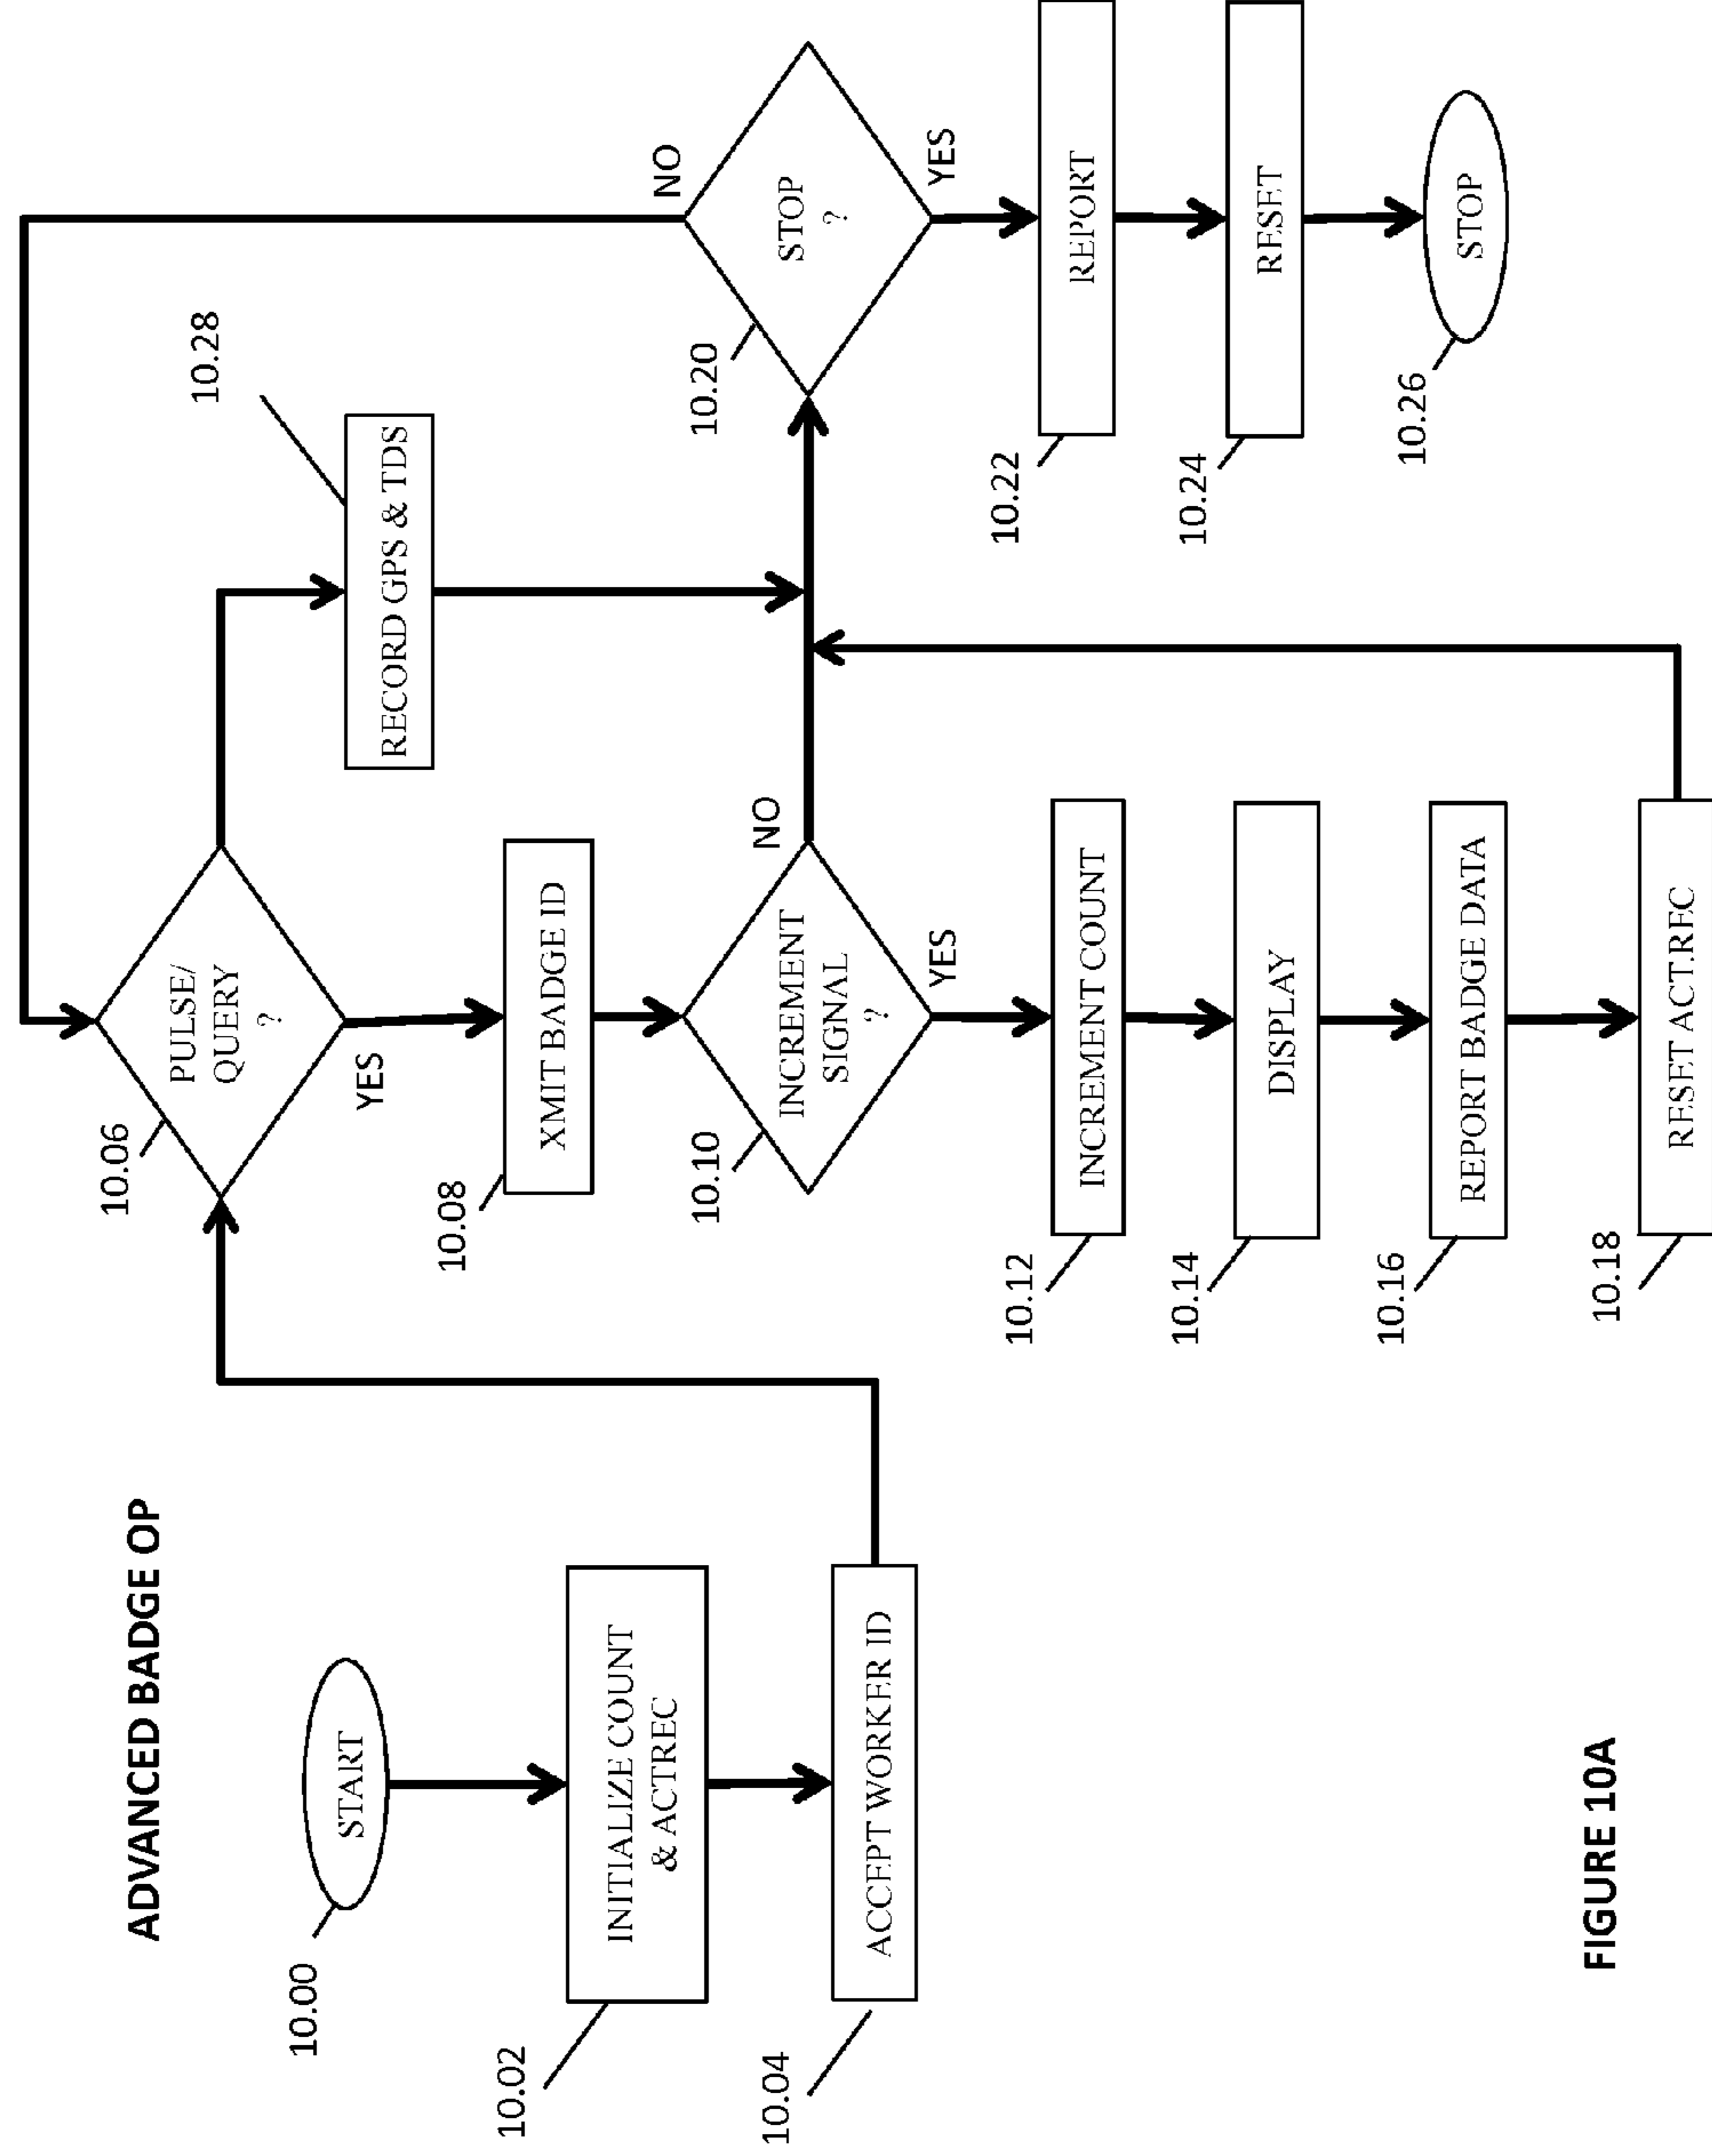 ADVANCED BADGE OP
10.00
START
10.02
INITIALIZE COUNT
& ACTREC
10.04
ACCEPT WORKER ID
10.06
PULSE/
QUERY
?
YES
10.08
XMIT BADGE ID
10.10
INCREMENT
SIGNAL
?
NO
YES
10.12
INCREMENT COUNT
10.14
DISPLAY
10.16
REPORT BADGE DATA
10.18
RESET ACT.REC
10.28
RECORD GPS & TDS
10.20
STOP
?
NO
YES
10.22
REPORT
10.24
RESET
10.26
STOP
FIGURE 10A